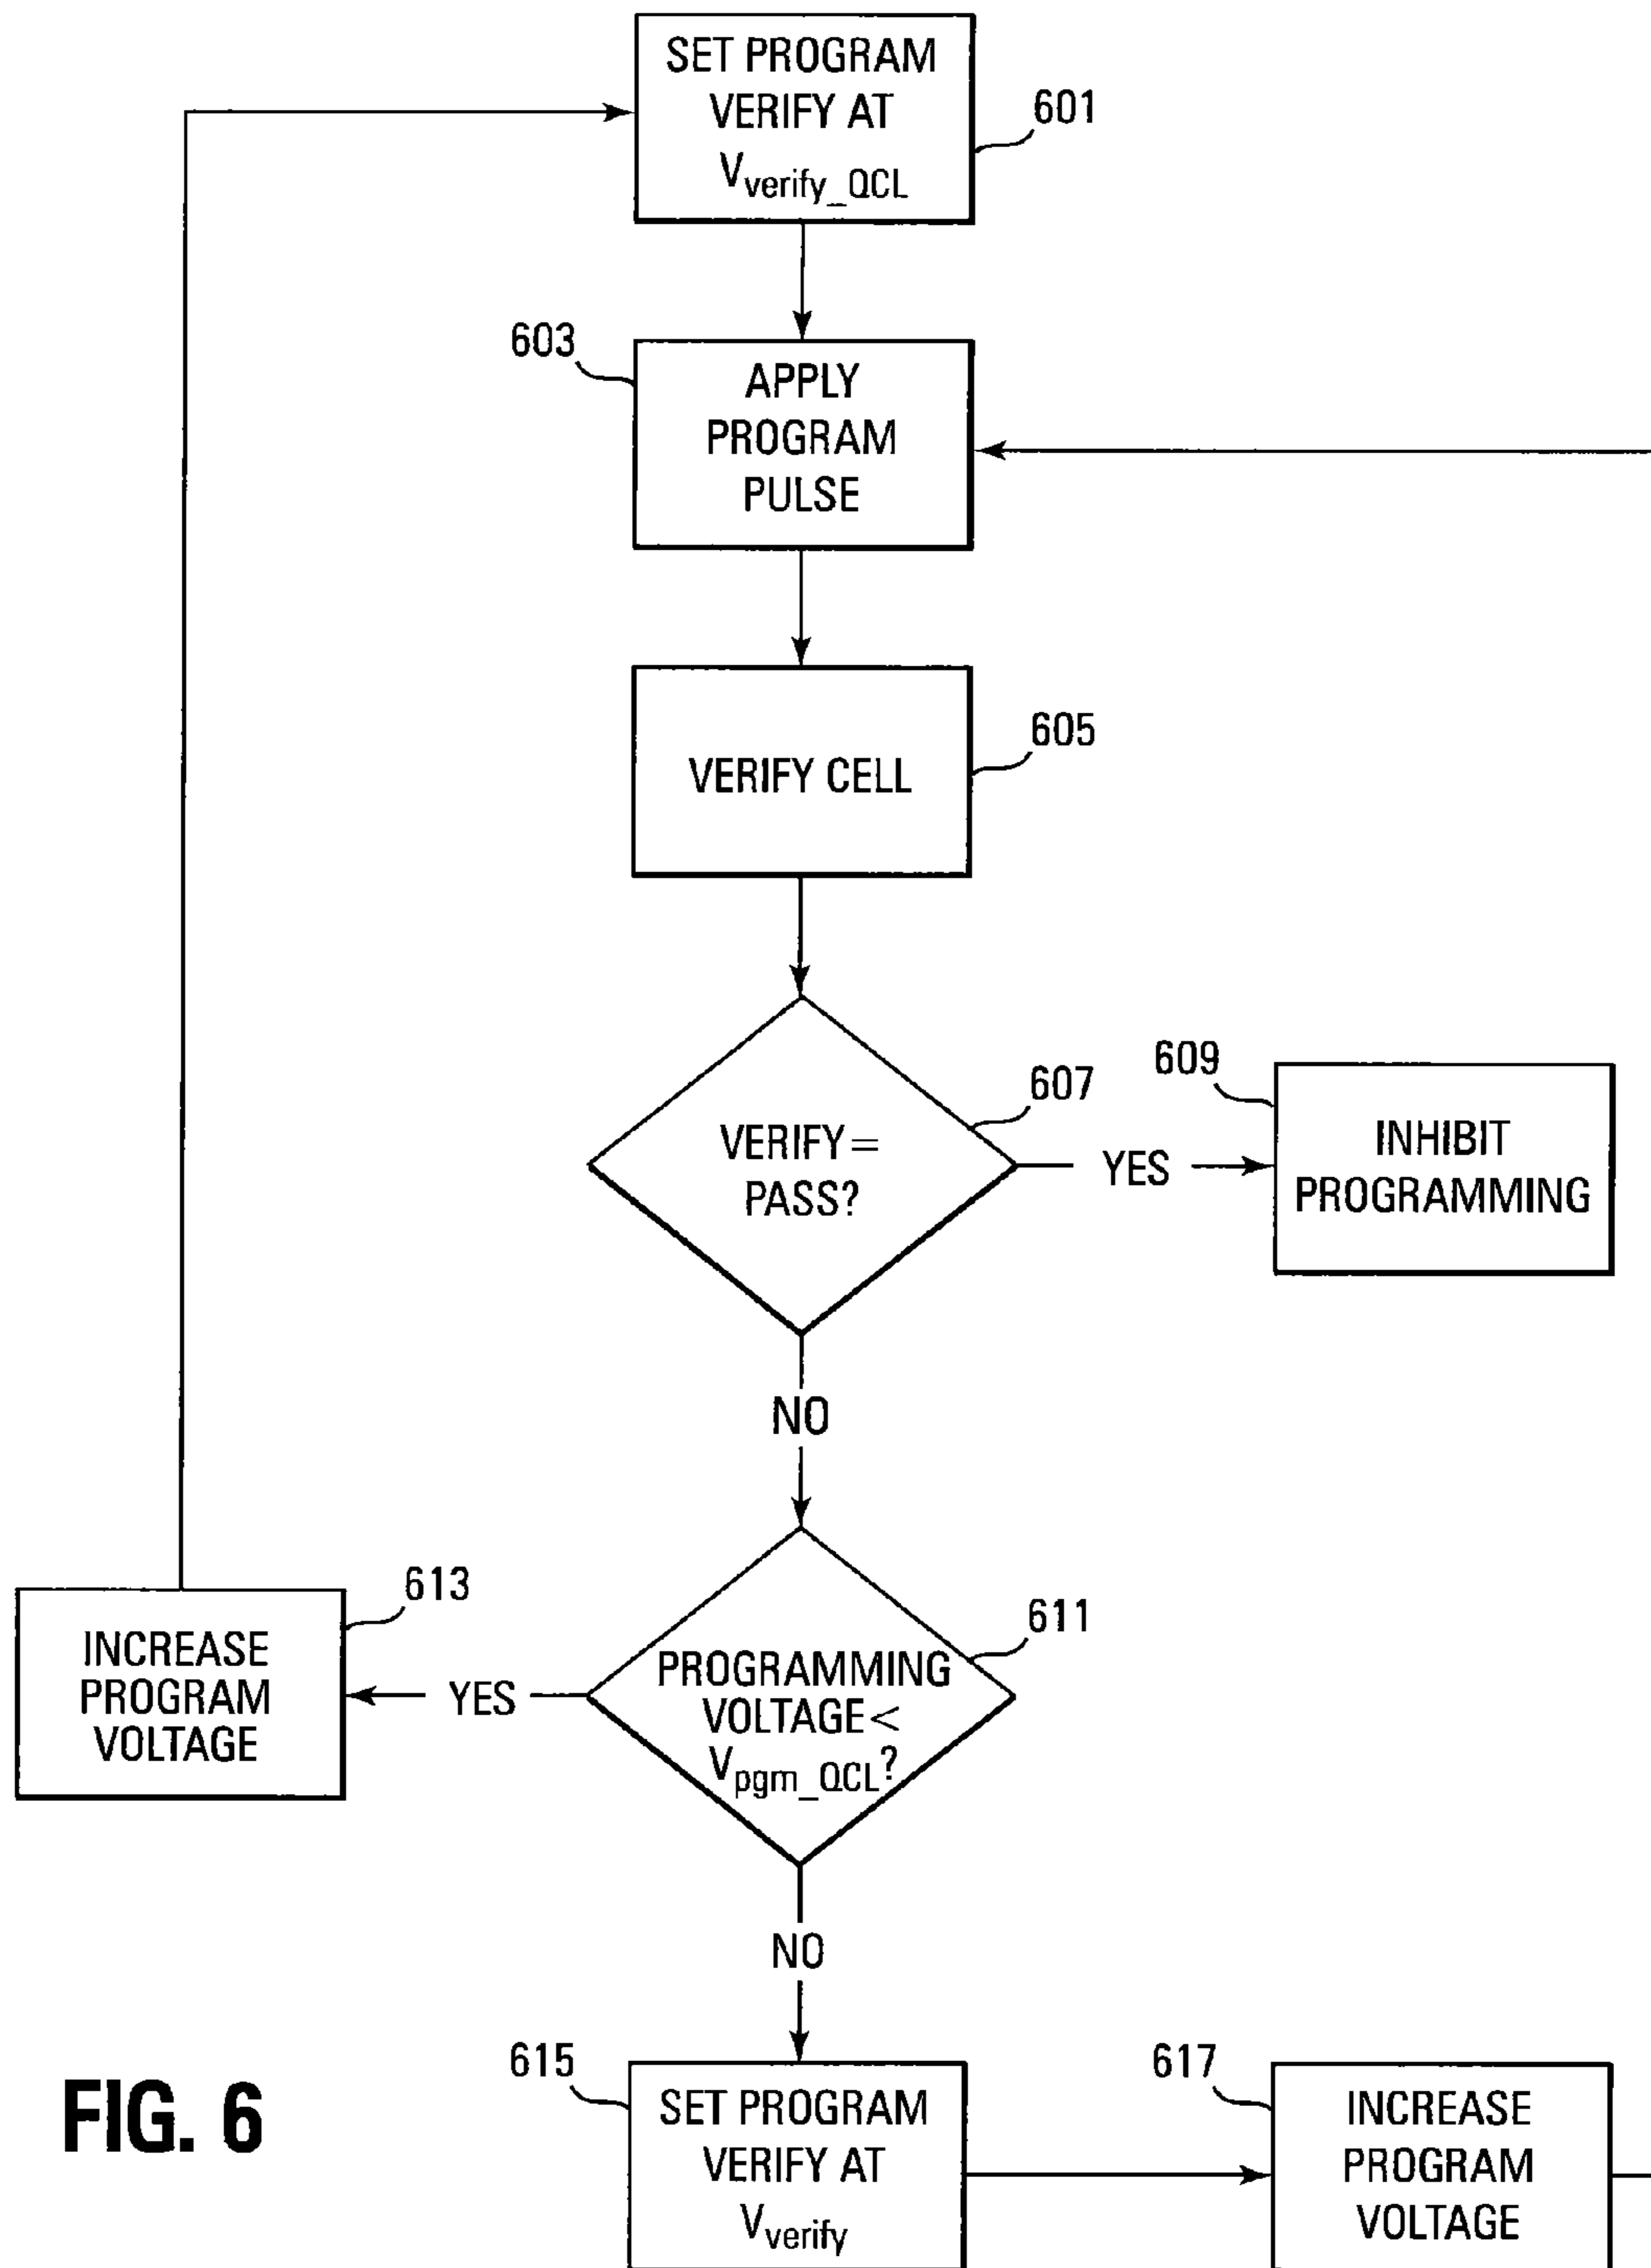 SET PROGRAM
VERIFY AT
Vverify_QCL
601
603
APPLY
PROGRAM
PULSE
VERIFY CELL
605
VERIFY=
PASS?
607
YES
609
INHIBIT
PROGRAMMING
NO
PROGRAMMING
VOLTAGE<
Vpgm_QCL?
611
YES
613
INCREASE
PROGRAM
VOLTAGE
NO
615
SET PROGRAM
VERIFY AT
Vverify
617
INCREASE
PROGRAM
VOLTAGE
FIG. 6